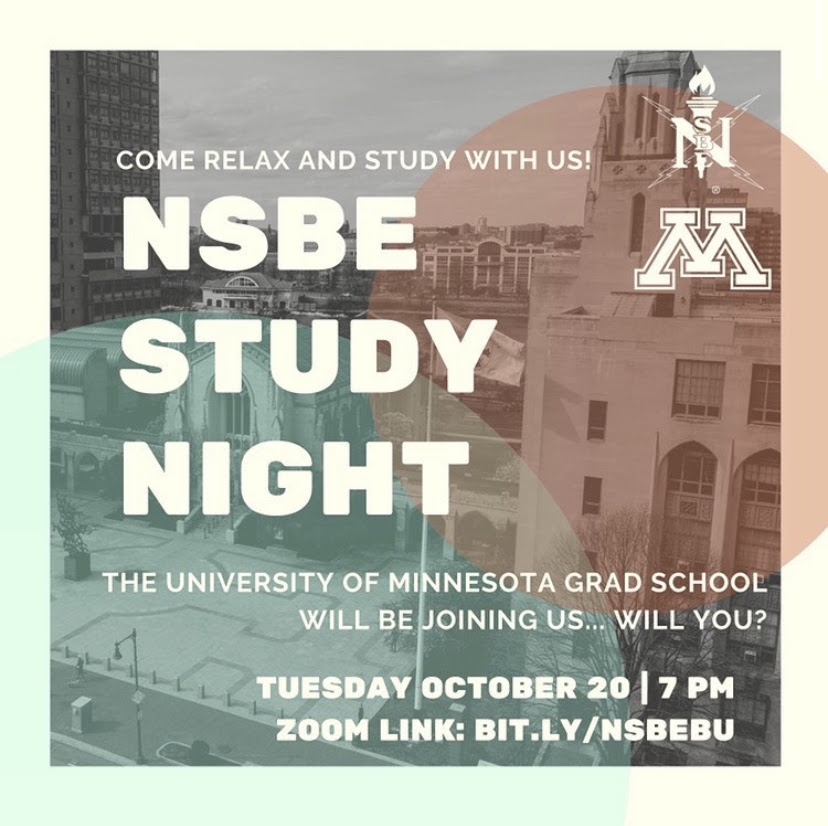 COME RELAX AND STUDY WITH US!
NSBE
STUDY
NIGHT
NSBE
®
M
THE UNIVERSITY OF MINNESOTA GRAD SCHOOL
WILL BE JOINING US... WILL YOU?
TUESDAY OCTOBER 20 | 7 PM
ZOOM LINK: BIT.LY/NSBEBU